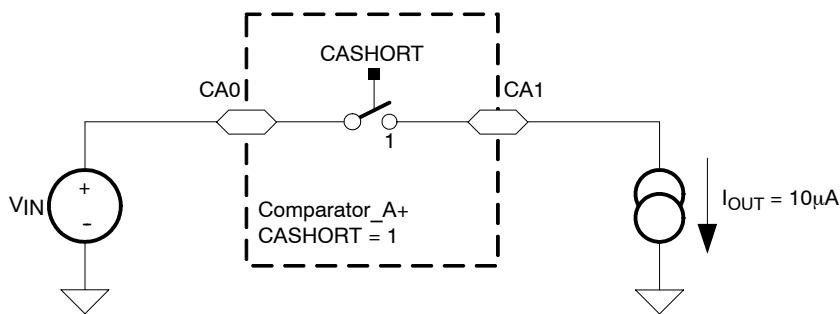 CASHORT
CA0
CA1
1
VIN
+
-
Comparator_A+
CASHORT = 1
IOUT = 10μA